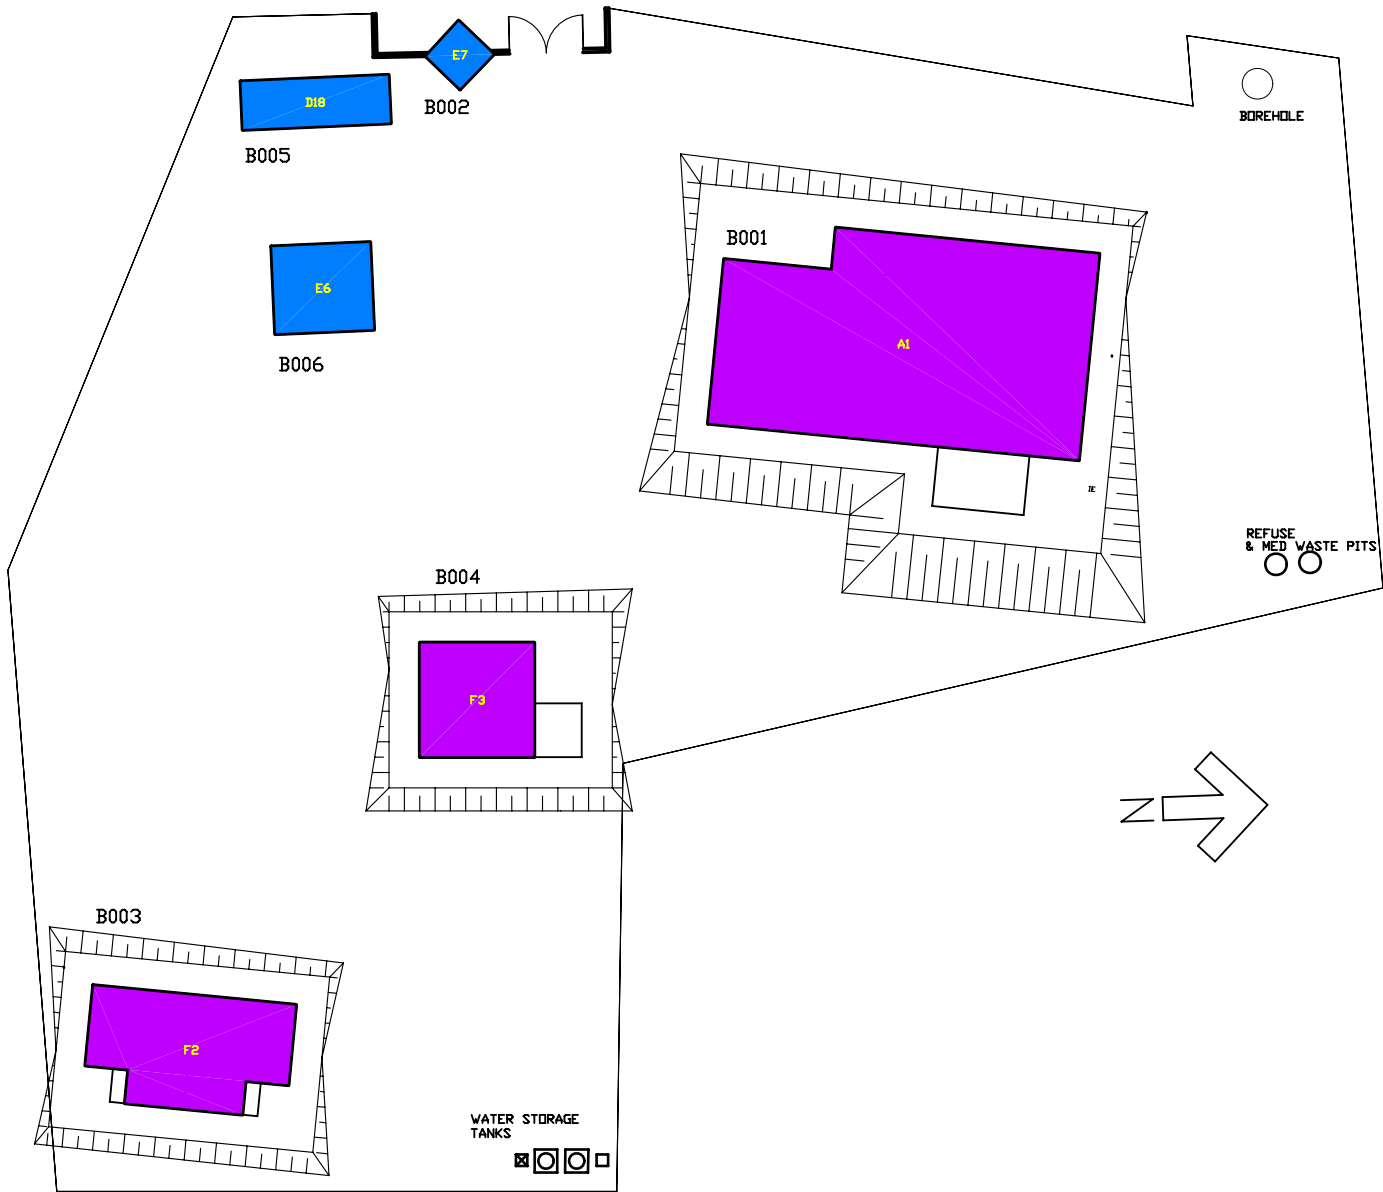 E7
D18
B002
BOREHOLE
B005
B001
E6
A1
B006
IE
REFUSE
& MED WASTE PITS
B004
F3
N
B003
F2
WATER STORAGE
TANKS